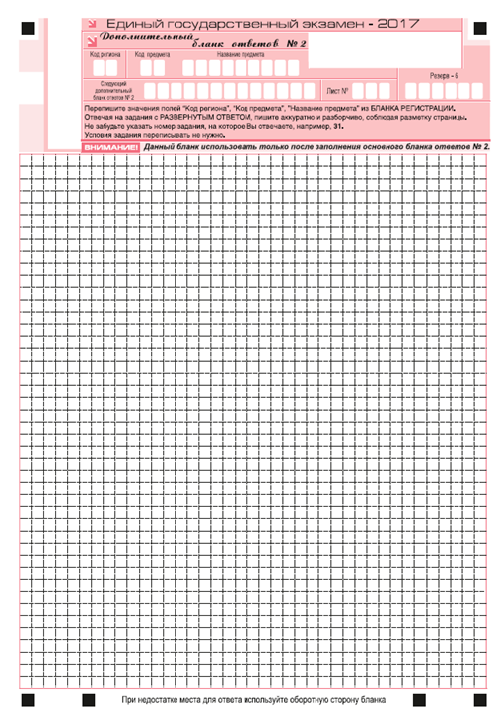 Единый государственный экзамен - 2017
Дополнительный
бланк ответов № 2
Код региона Код предмета Название предмета
Резерв - 6
Следующий
дополнительный
бланк ответов № 2
Лист №
Перепишите значения полей "Код региона", "Код предмета", "Название предмета" из БЛАНКА РЕГИСТРАЦИИ.
Отвечая на задания с РАЗВЕРНУТЫМ ОТВЕТОМ, пишите аккуратно и разборчиво, соблюдая разметку страницы.
Не забудьте указать номер задания, на которое Вы отвечаете, например, 31.
Условия задания переписывать не нужно.
ВНИМАНИЕ! Данный бланк использовать только после заполнения основного бланка ответов № 2.
При недостатке места для ответа используйте оборотную сторону бланка